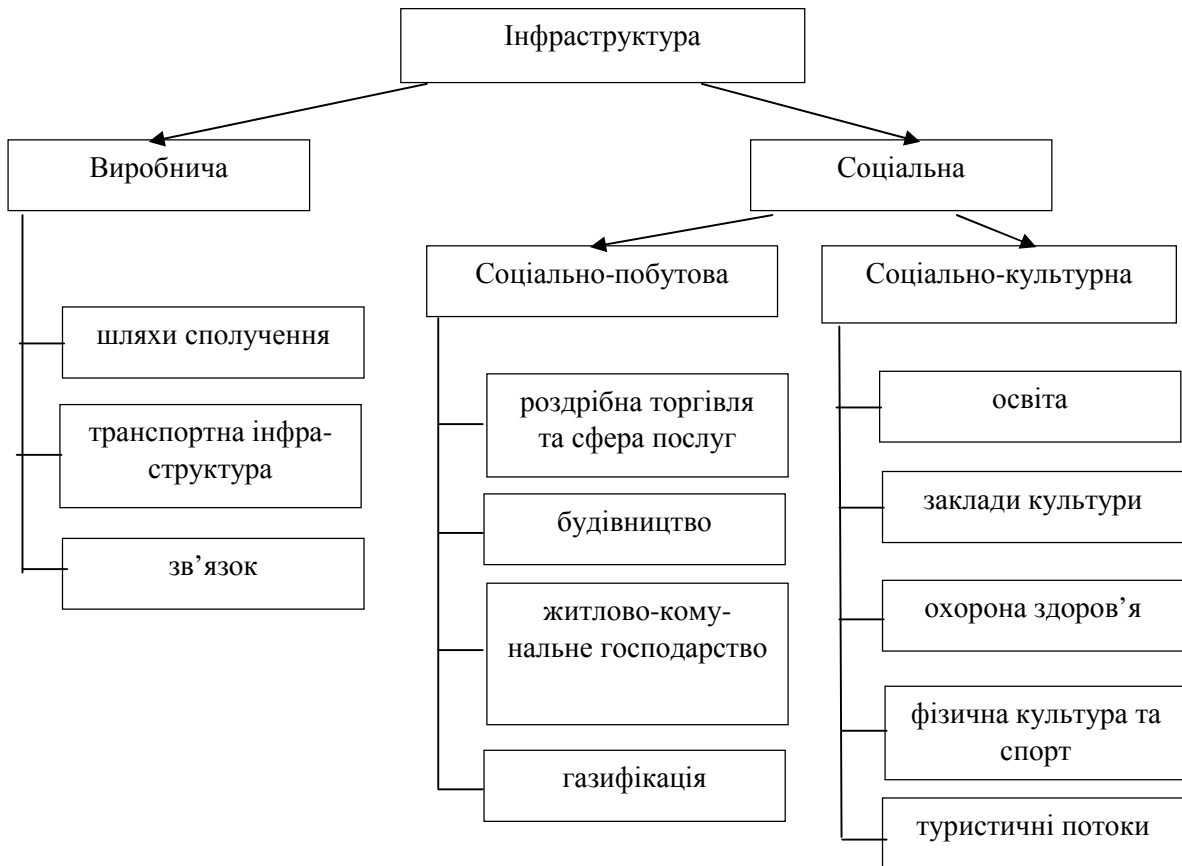 Інфраструктура
Виробнича
Соціальна
Соціально-побутова
Соціально-культурна
шляхи сполучення
транспортна інфра-
структура
зв’язок
роздрібна торгівля
та сфера послуг
будівництво
житлово-кому-
нальне господарство
газифікація
освіта
заклади культури
охорона здоров’я
фізична культура та
спорт
туристичні потоки